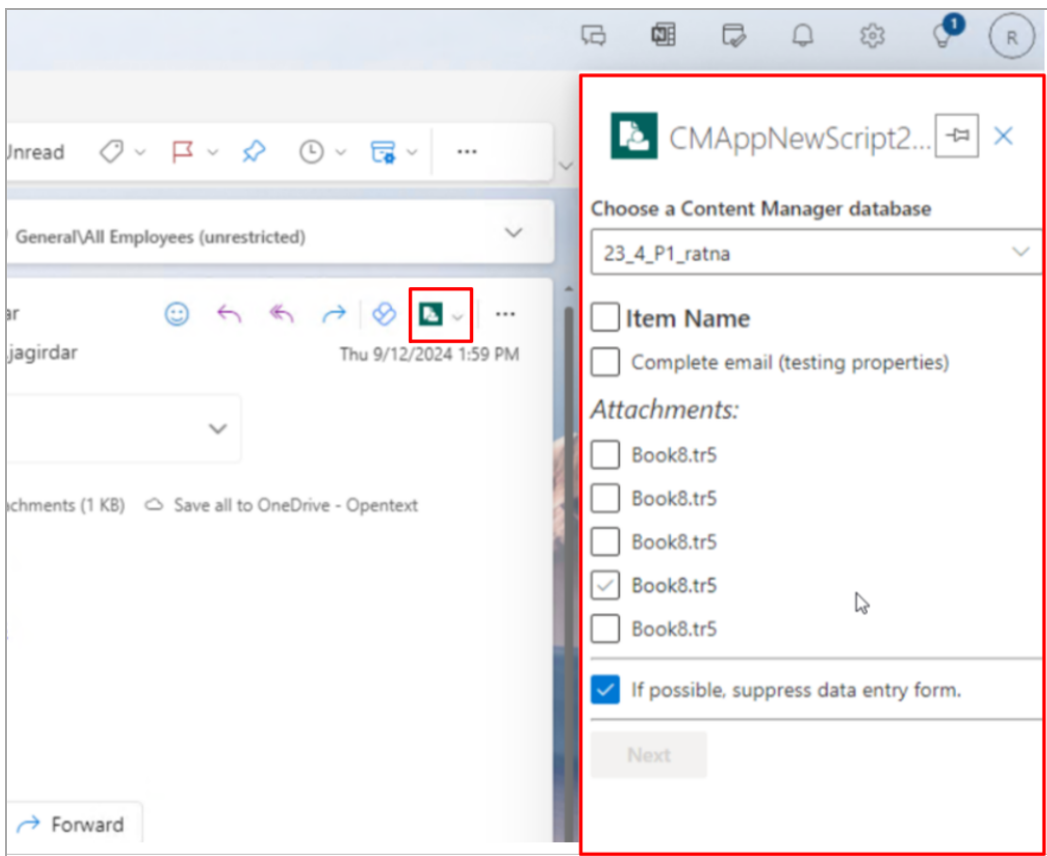 1
R
CMAppNewScript2...
Unread
Choose a Content Manager database
General\All Employees (unrestricted)
23_4_P1_ratna
ar
jagirdar
Thu 9/12/2024 1:59 PM
Item Name
Complete email (testing properties)
Attachments:
Book8.tr5
Book8.tr5
Book8.tr5
Book8.tr5
Book8.tr5
achments (1 KB) Save all to OneDrive - Opentext
If possible, suppress data entry form.
Next
Forward